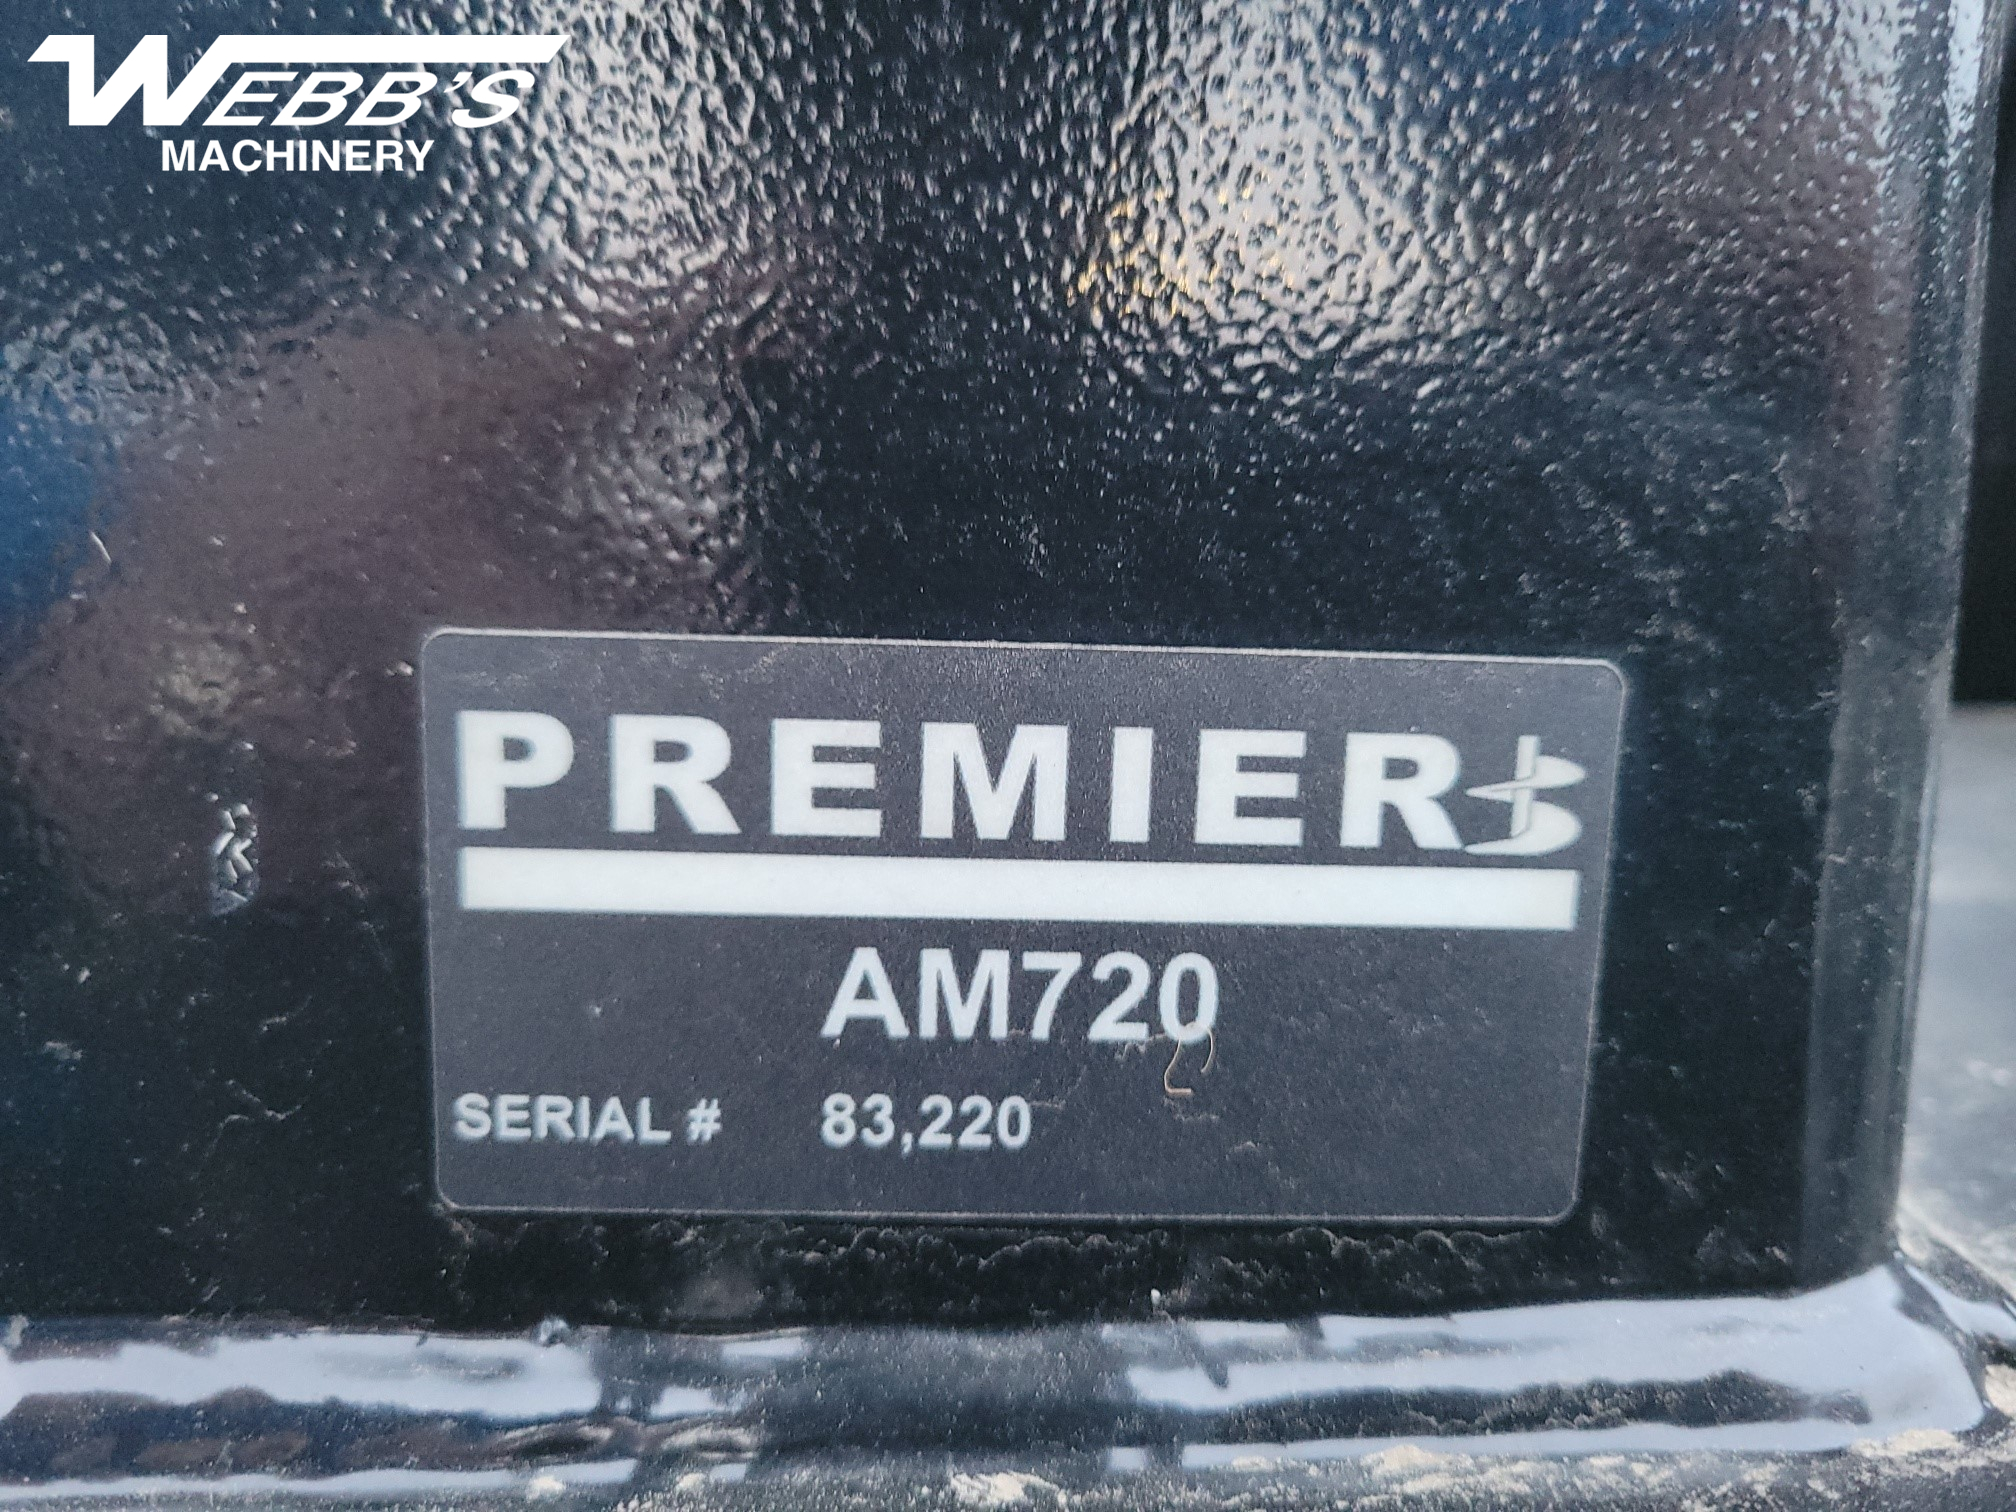 WEBB'S
MACHINERY
PREMIER
AM720
SERIAL # 83,220